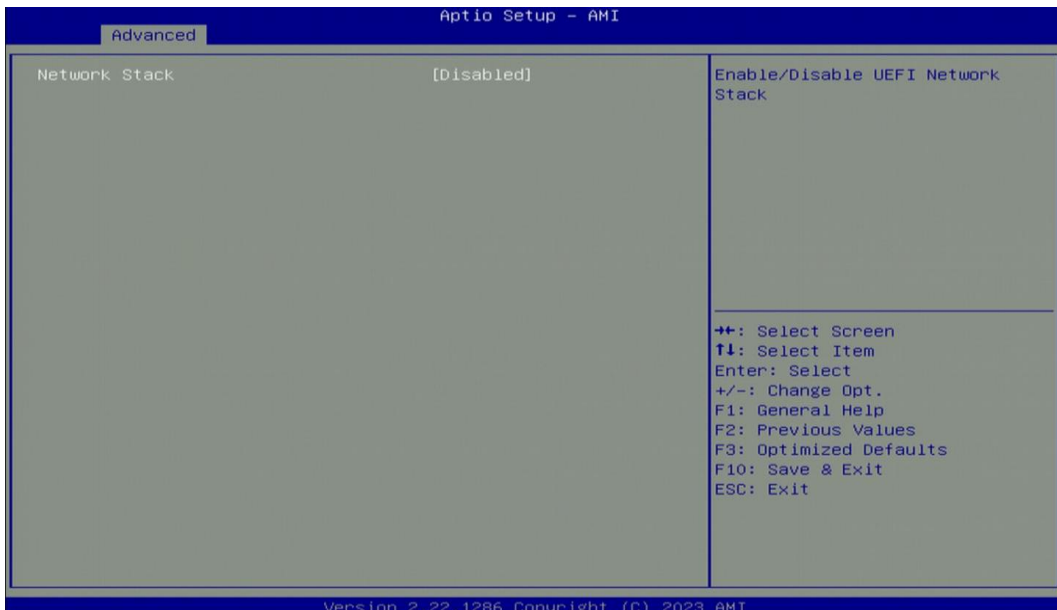 Aptio Setup - AMI
Advanced
Network Stack [Disabled]
Enable/Disable UEFI Network
Stack
→←: Select Screen
↑↓: Select Item
Enter: Select
+/-: Change Opt.
F1: General Help
F2: Previous Values
F3: Optimized Defaults
F10: Save & Exit
ESC: Exit
Version 2.22.1286 Copyright (C) 2023 AMI